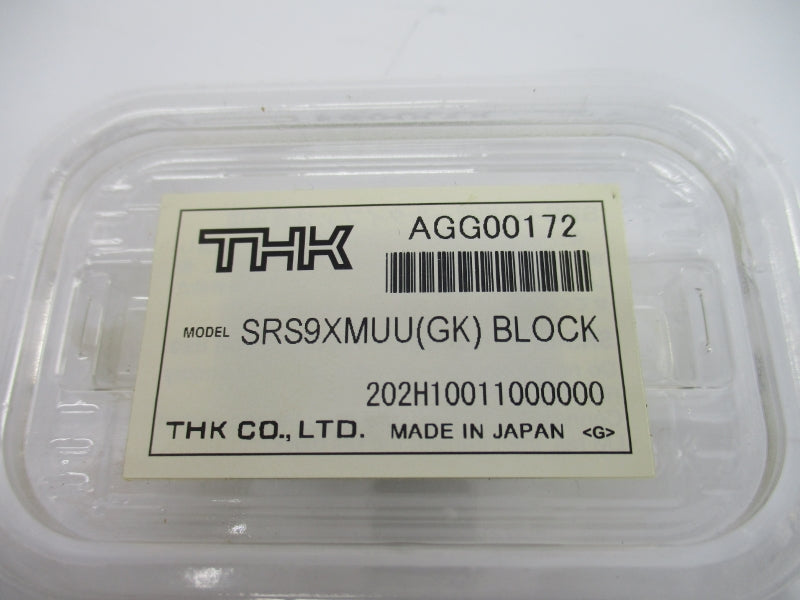 THK AGG00172
MODEL SRS9XMUU(GK) BLOCK
202H10011000000
THK CO.,LTD. MADE IN JAPAN <G>